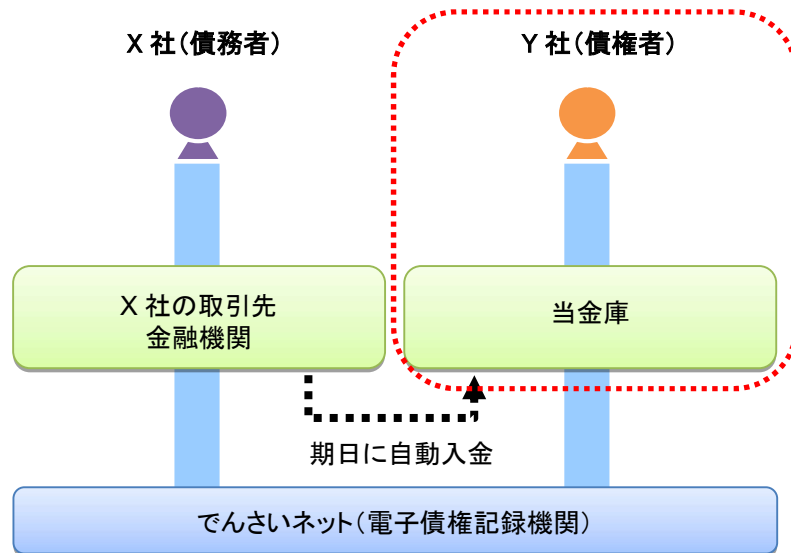 X 社(債務者)
Y 社(債権者)
X 社の取引先
金融機関
当金庫
期日に自動入金
でんさいネット(電子債権記録機関)